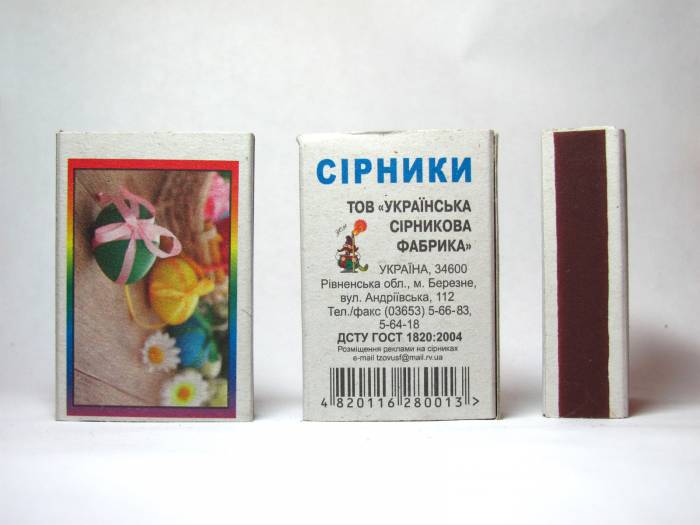 СІРНИКИ
ТОВ «УКРАЇНСЬКА
СІРНИКОВА
ФАБРИКА»
УКРАЇНА, 34600
Рівненська обл., м. Березне,
вул. Андріївська, 112
Тел./факс (03653) 5-66-83,
5-64-18
ДСТУ ГОСТ 1820:2004
Розміщення реклами на сірниках
e-mail tzovusf@mail.rv.ua
4 820116 280013 >